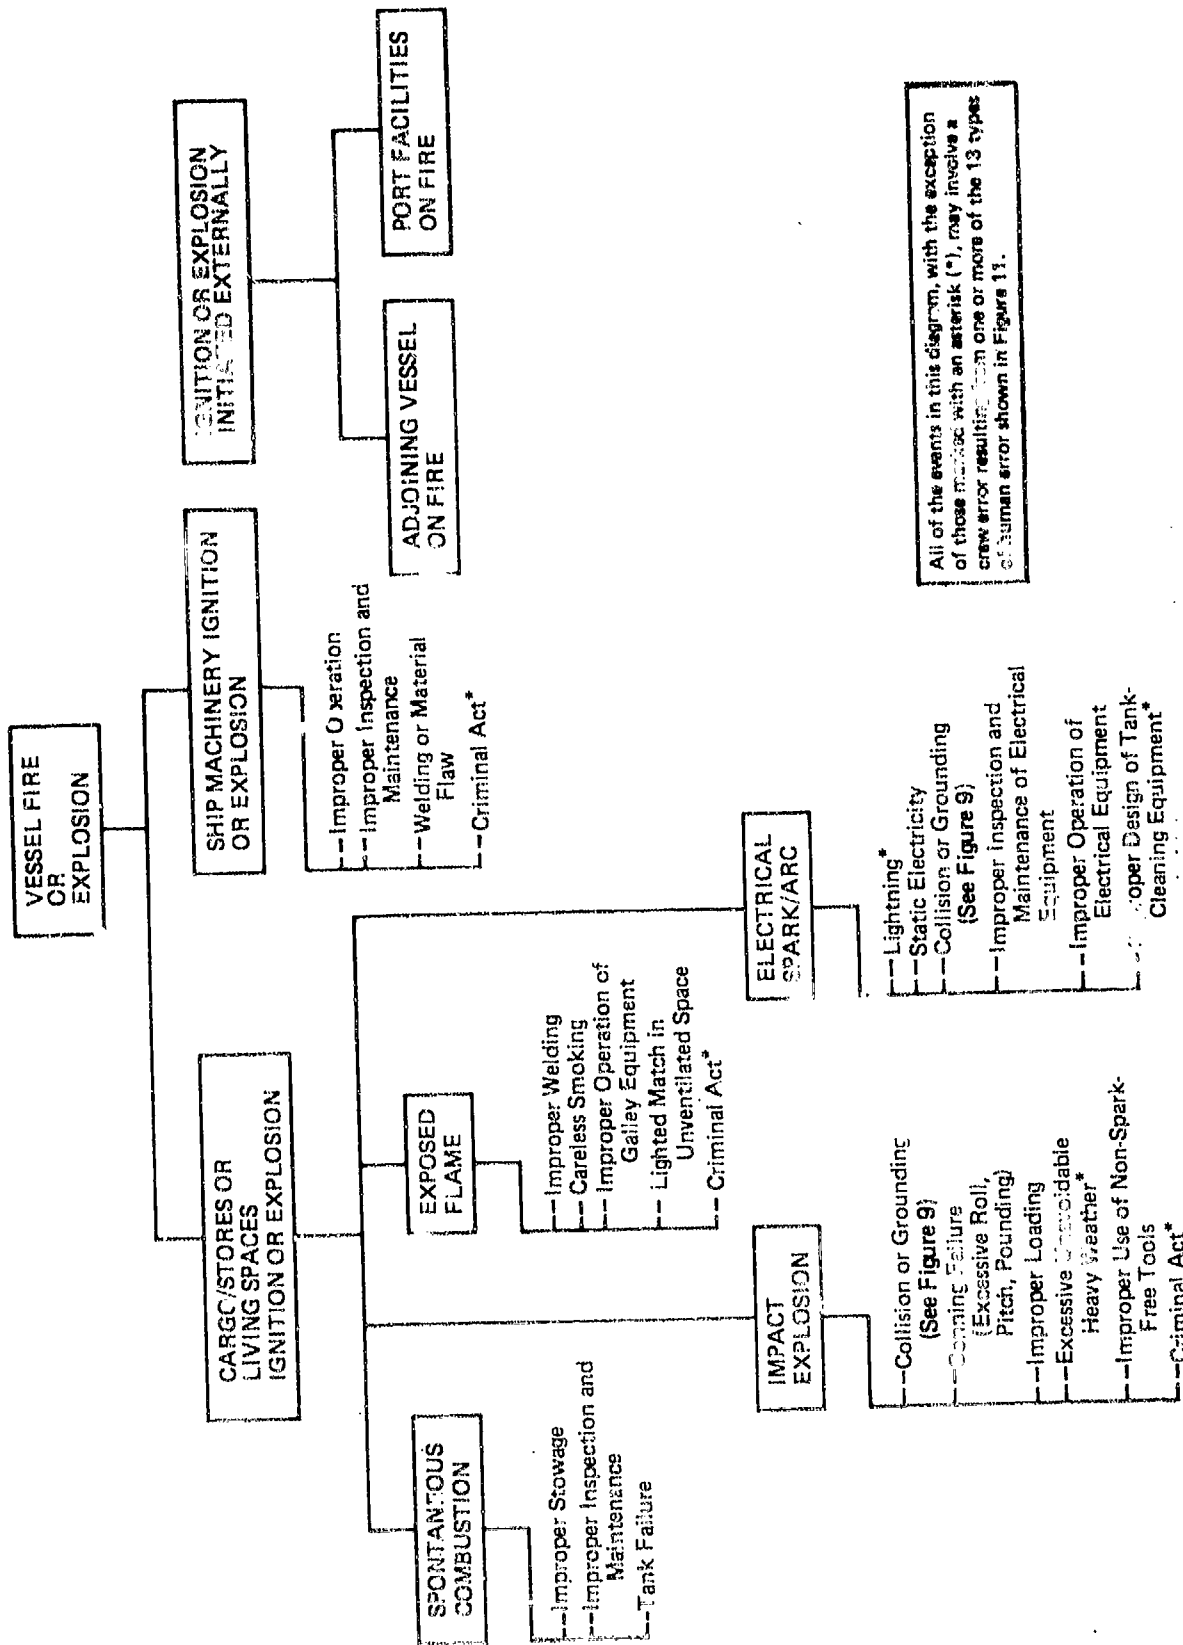 VESSEL FIRE
OR
EXPLOSION
CARGO/STORES OR
LIVING SPACES
IGNITION OR EXPLOSION
SHIP MACHINERY IGNITION
OR EXPLOSION
IGNITION OR EXPLOSION
INITIATED EXTERNALLY
Improper Operation
Improper Inspection and
Maintenance
Welding or Material
Flaw
Criminal Act*
ADJOINING VESSEL
ON FIRE
PORT FACILITIES
ON FIRE
SPONTANEOUS
COMBUSTION
Improper Stowage
Improper Inspection and
Maintenance
Tank Failure
EXPOSED
FLAME
Improper Welding
Careless Smoking
Improper Operation of
Galley Equipment
Lighted Match in
Unventilated Space
Criminal Act*
IMPACT
EXPLOSION
Collision or Grounding
(See Figure 9)
Conning Failure
(Excessive Roll,
Pitch, Pounding)
Improper Loading
Excessive Unavoidable
Heavy Weather*
Improper Use of Non-Spark-
Free Tools
Criminal Act*
ELECTRICAL
SPARK/ARC
Lightning*
Static Electricity
Collision or Grounding
(See Figure 9)
Improper Inspection and
Maintenance of Electrical
Equipment
Improper Operation of
Electrical Equipment
Improper Design of Tank-
Cleaning Equipment*
All of the events in this diagram, with the exception
of those marked with an asterisk (*), may involve a
crew error resulting from one or more of the 13 types
of human error shown in Figure 11.